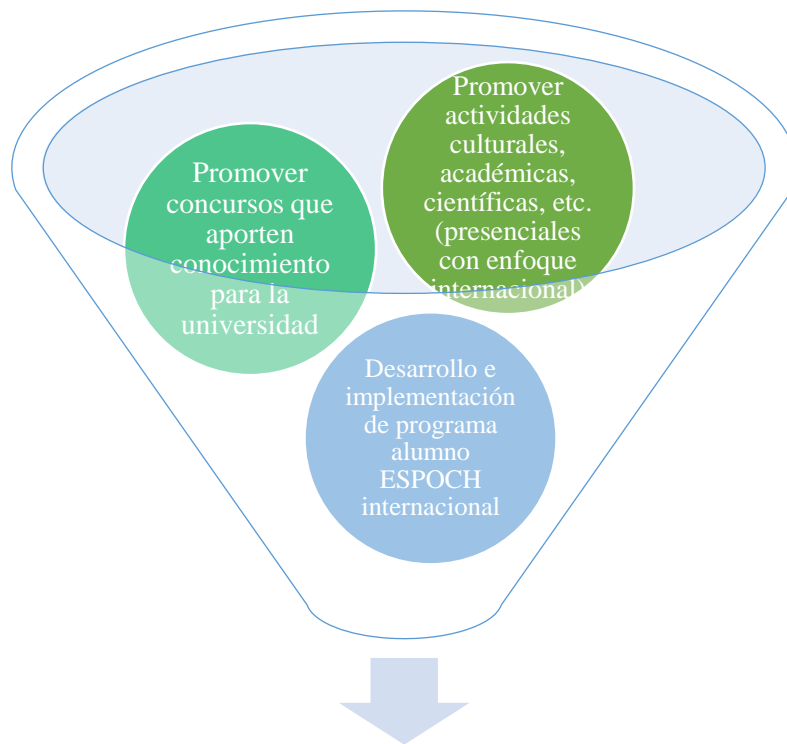 Promover
concursos que
aporten
conocimiento
para la
universidad
Promover
actividades
culturales,
académicas,
científicas, etc.
(presenciales
con enfoque
internacional)
Desarrollo e
implementación
de programa
alumno
ESPOCH
internacional